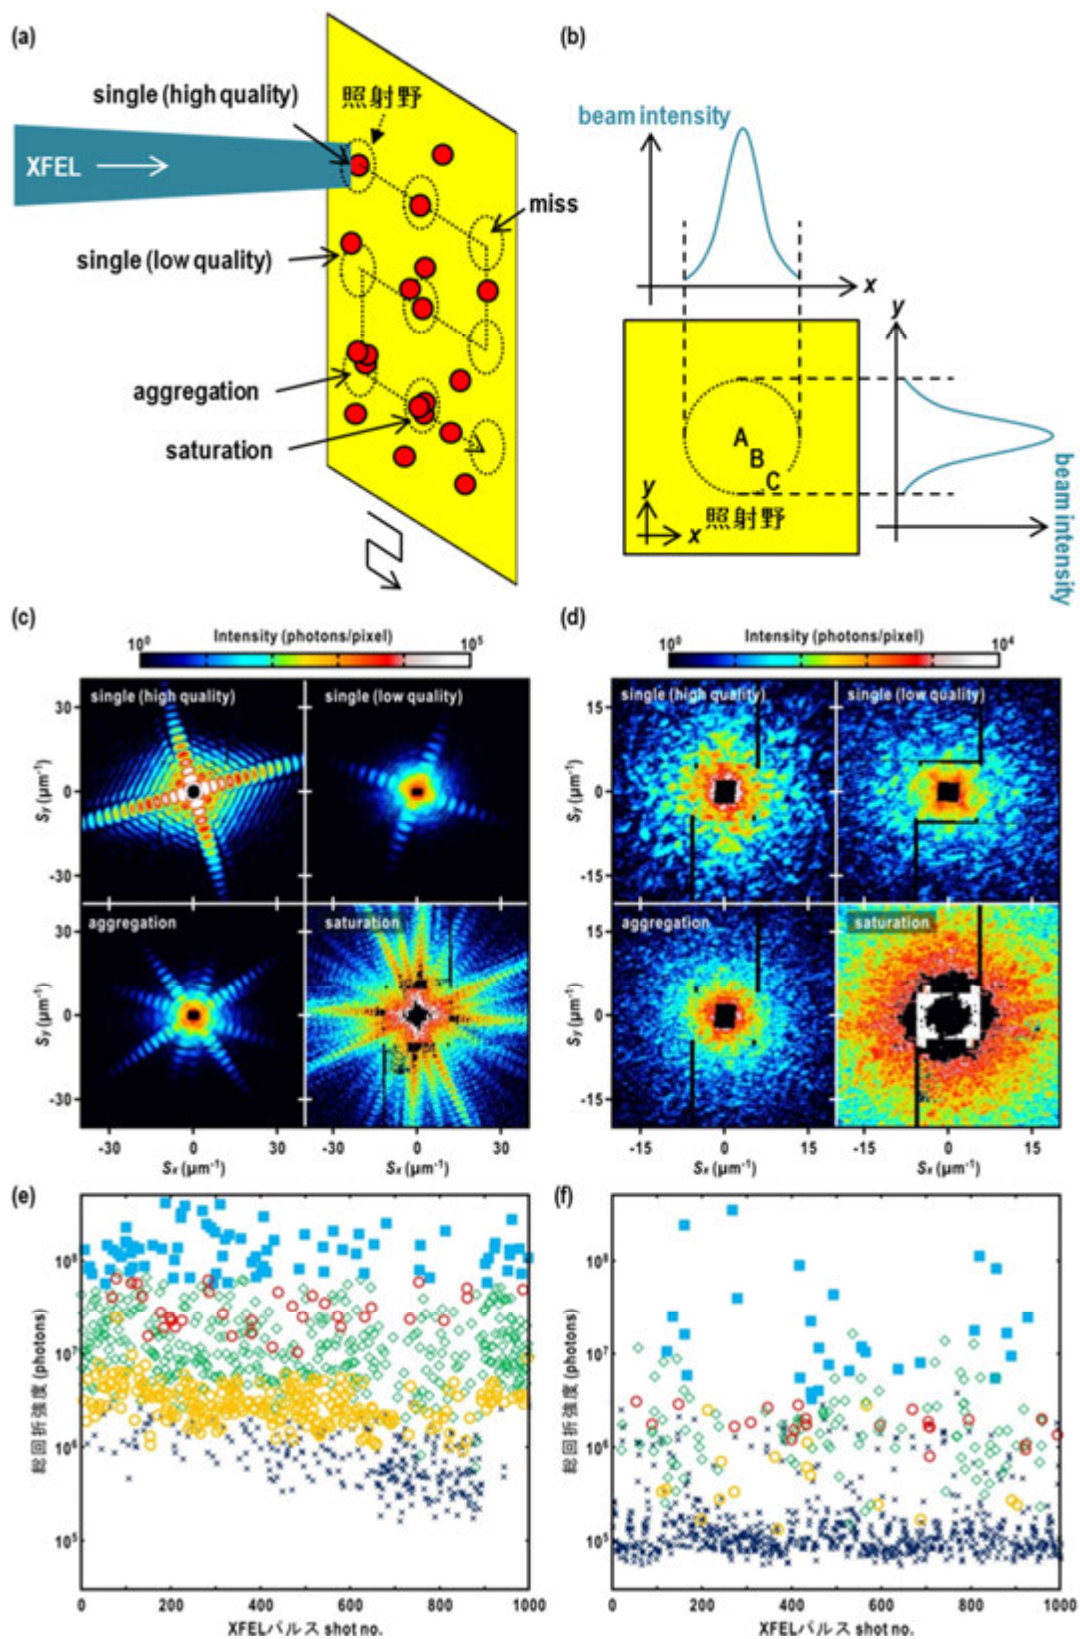 (a)
single (high quality)
照射野
XFEL
miss
single (low quality)
aggregation
saturation
(b)
beam intensity
x
y
A
B
C
y
照射野
x
beam intensity
(c)
Intensity (photons/pixel)
10⁰
10⁵
single (high quality)
single (low quality)
30
0
-30
Sy (μm⁻¹)
aggregation
saturation
30
0
-30
Sy (μm⁻¹)
-30 0 30 -30 0 30
Sx (μm⁻¹)
Sx (μm⁻¹)
(d)
Intensity (photons/pixel)
10⁰
10⁴
single (high quality)
single (low quality)
15
0
-15
Sy (μm⁻¹)
aggregation
saturation
15
0
-15
Sy (μm⁻¹)
-15 0 15 -15 0 15
Sx (μm⁻¹)
Sx (μm⁻¹)
(e)
総回折強度 (photons)
10⁸
10⁷
10⁶
10⁵
0 200 400 600 800 1000
XFELパルス shot no.
(f)
総回折強度 (photons)
10⁸
10⁷
10⁶
10⁵
0 200 400 600 800 1000
XFELパルス shot no.